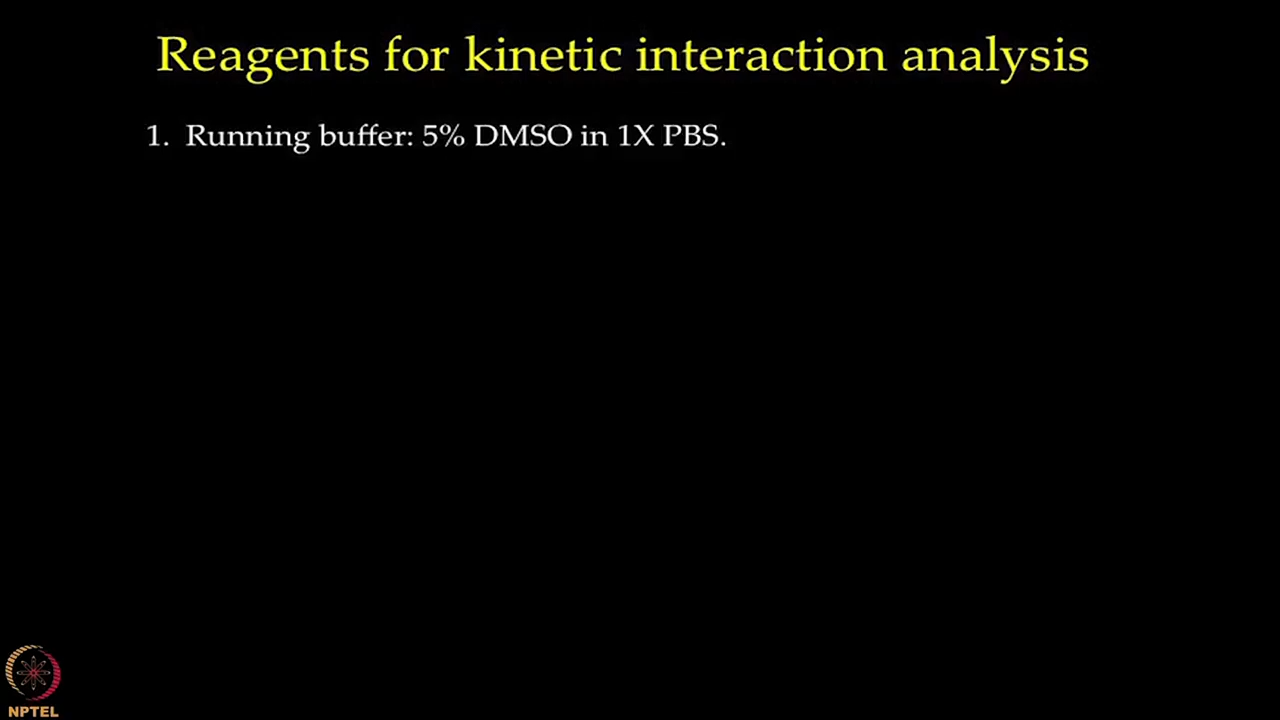 Reagents for kinetic interaction analysis
1. Running buffer: 5% DMSO in 1X PBS.
NPTEL